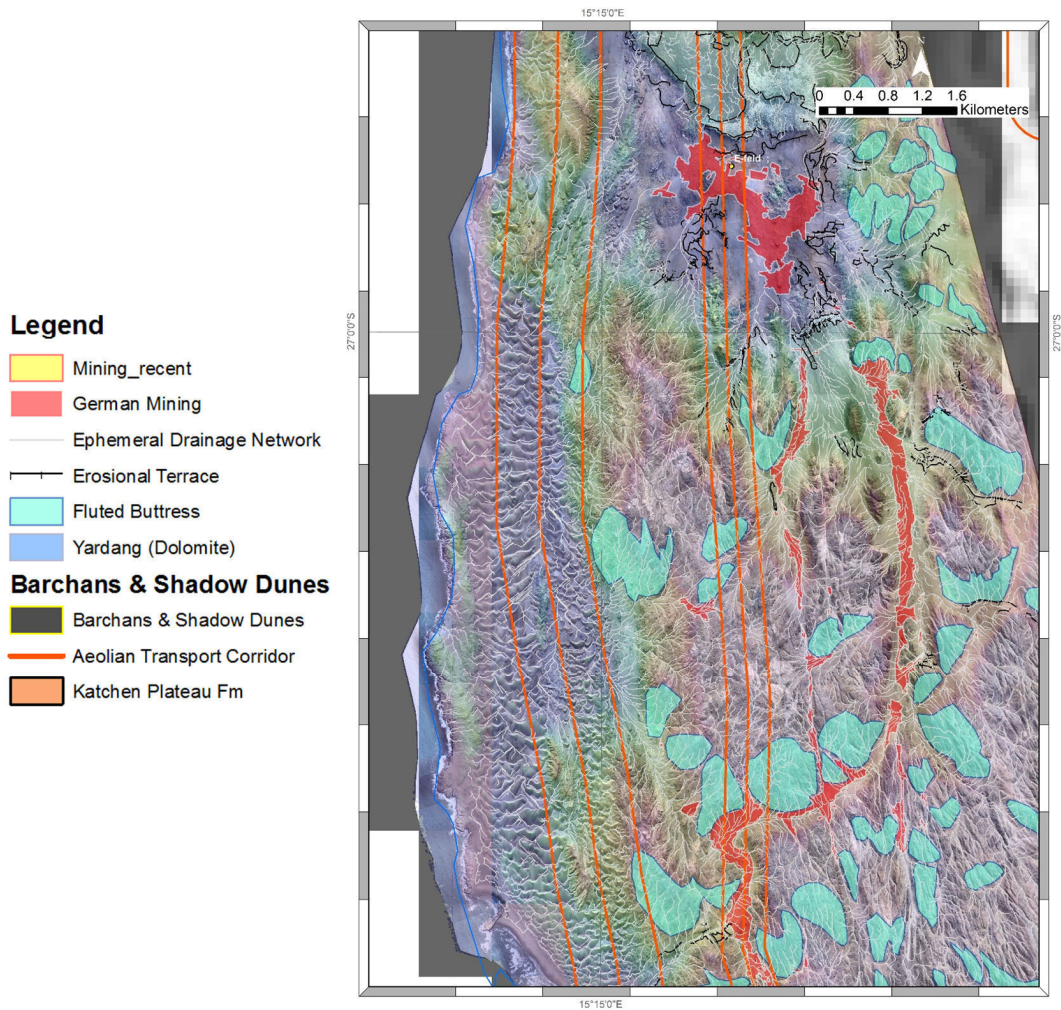 15°15'0"E
0 0.4 0.8 1.2 1.6
Kilometers
E-feld
27°0'0"S
27°0'0"S
Legend
Mining_recent
German Mining
Ephemeral Drainage Network
Erosional Terrace
Fluted Buttress
Yardang (Dolomite)
Barchans & Shadow Dunes
Barchans & Shadow Dunes
Aeolian Transport Corridor
Katchen Plateau Fm
15°15'0"E